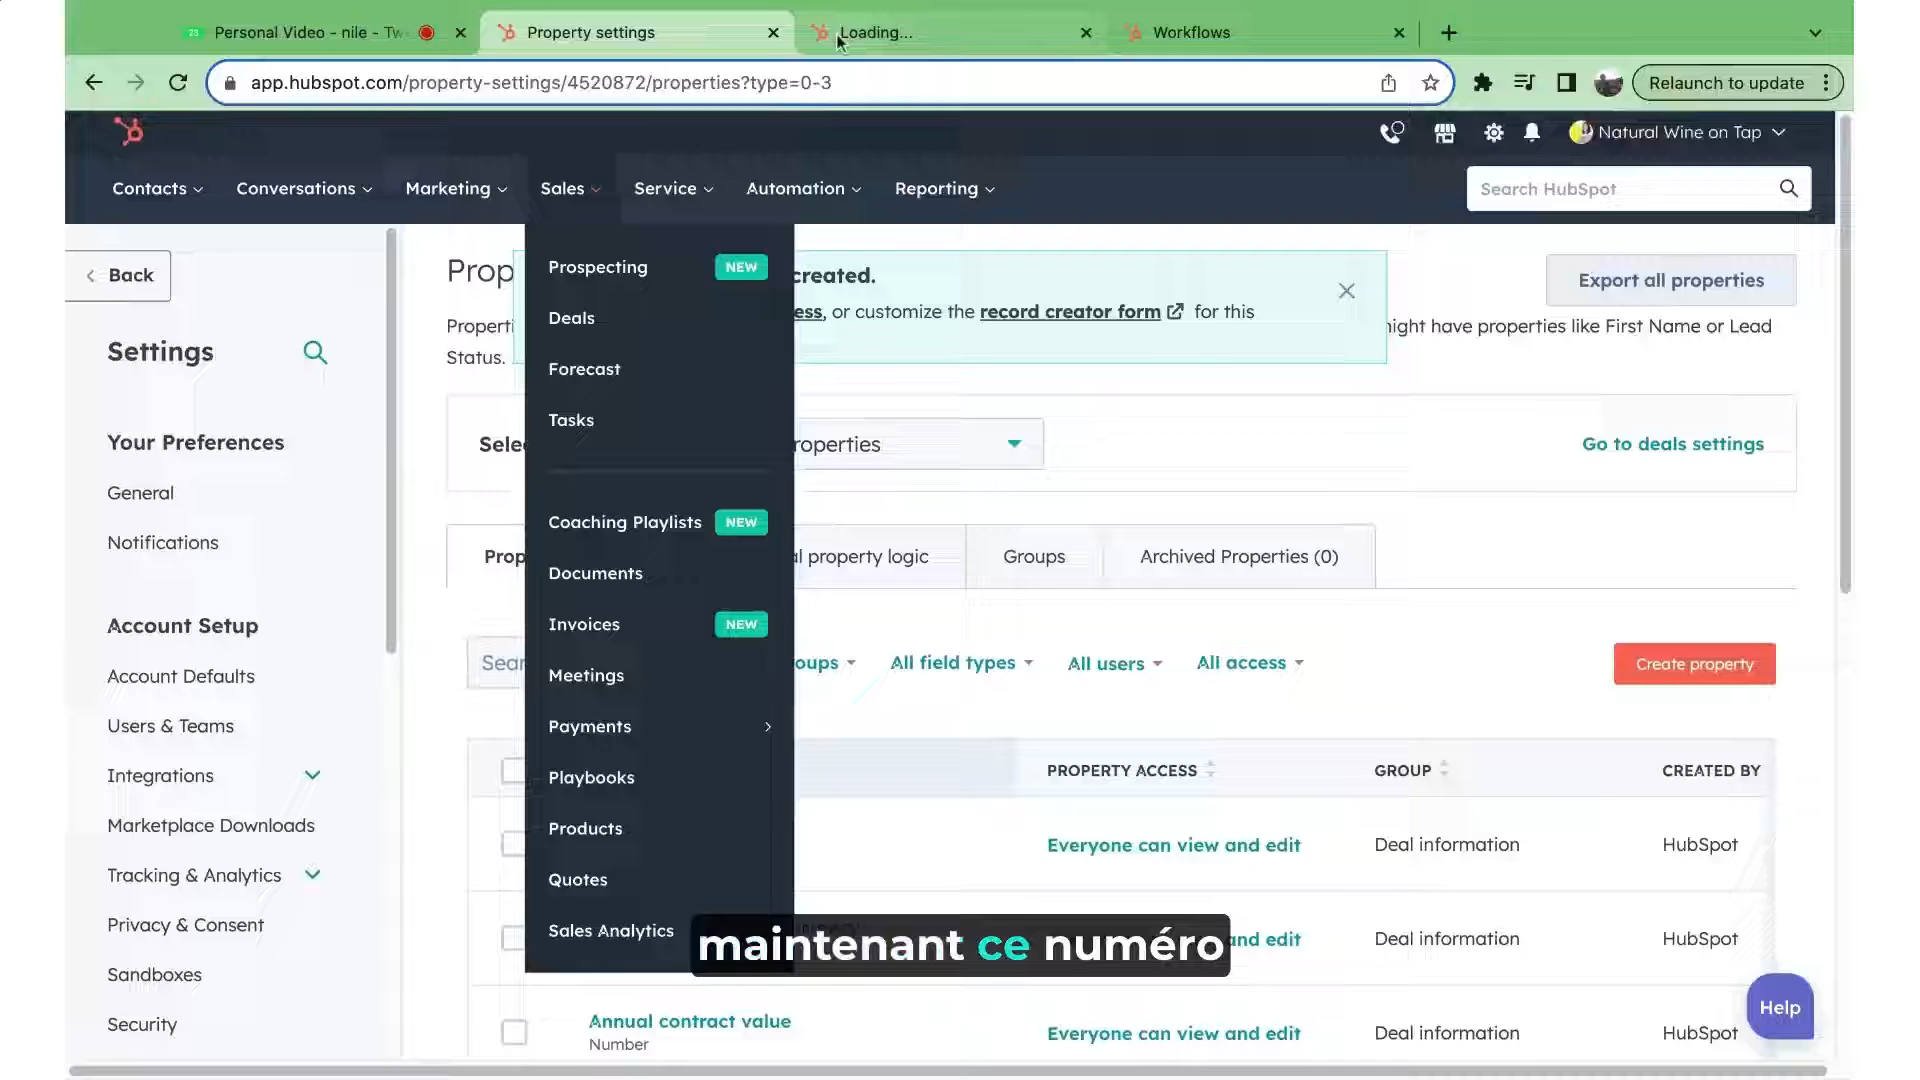 Personal Video - nile - Tw
Property settings
Loading...
Workflows
app.hubspot.com/property-settings/4520872/properties?type=0-3
Relaunch to update
Natural Wine on Tap
Contacts
Conversations
Marketing
Sales
Service
Automation
Reporting
Search HubSpot
Back
Settings
Your Preferences
General
Notifications
Account Setup
Account Defaults
Users & Teams
Integrations
Marketplace Downloads
Tracking & Analytics
Privacy & Consent
Sandboxes
Security
Prospecting NEW
Deals
Forecast
Tasks
Coaching Playlists NEW
Documents
Invoices NEW
Meetings
Payments
Playbooks
Products
Quotes
Sales Analytics
Prop
created.
Export all properties
ess, or customize the record creator form for this
Properti
ight have properties like First Name or Lead
Status.
Selec
roperties
Go to deals settings
Prop
al property logic
Groups
Archived Properties (0)
Sear
oups
All field types
All users
All access
Create property
PROPERTY ACCESS
GROUP
CREATED BY
Everyone can view and edit
Deal information
HubSpot
and edit
Deal information
HubSpot
Annual contract value
Number
Everyone can view and edit
Deal information
HubSpot
Help
maintenant ce numéro